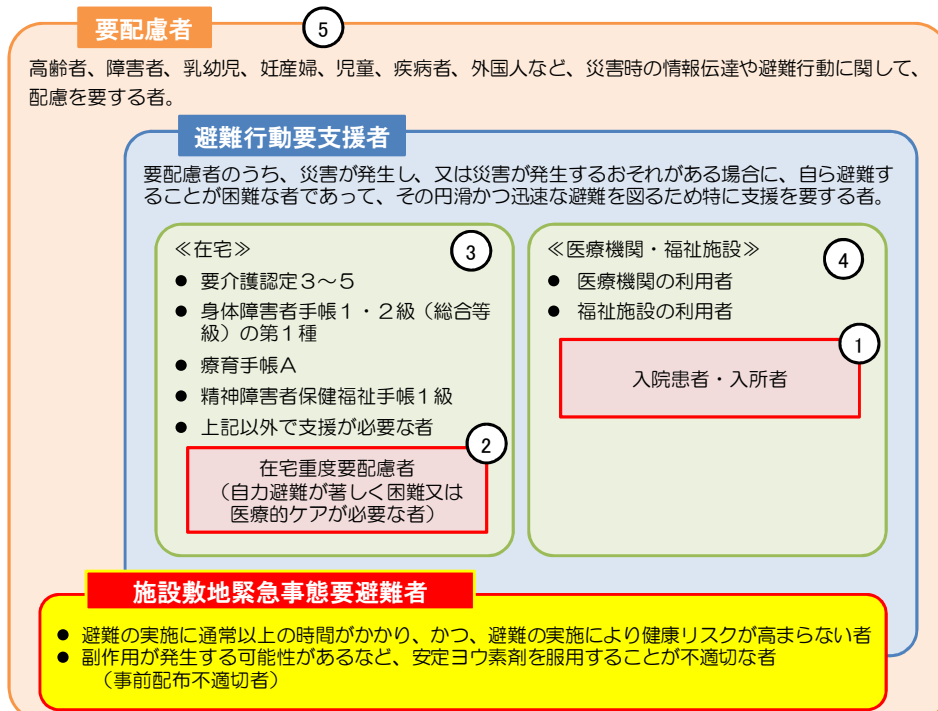 要配慮者
5
高齢者、障害者、乳幼児、妊産婦、児童、疾病者、外国人など、災害時の情報伝達や避難行動に関して、
配慮を要する者。
避難行動要支援者
要配慮者のうち、災害が発生し、又は災害が発生するおそれがある場合に、自ら避難す
ることが困難な者であって、その円滑かつ迅速な避難を図るため特に支援を要する者。
≪在宅≫
3
● 要介護認定3～5
● 身体障害者手帳1・2級（総合等
級）の第1種
● 療育手帳A
● 精神障害者保健福祉手帳1級
● 上記以外で支援が必要な者
2
在宅重度要配慮者
（自力避難が著しく困難又は
医療的ケアが必要な者）
≪医療機関・福祉施設≫
4
● 医療機関の利用者
● 福祉施設の利用者
1
入院患者・入所者
施設敷地緊急事態要避難者
● 避難の実施に通常以上の時間がかかり、かつ、避難の実施により健康リスクが高まらない者
● 副作用が発生する可能性があるなど、安定ヨウ素剤を服用することが不適切な者
（事前配布不適切者）